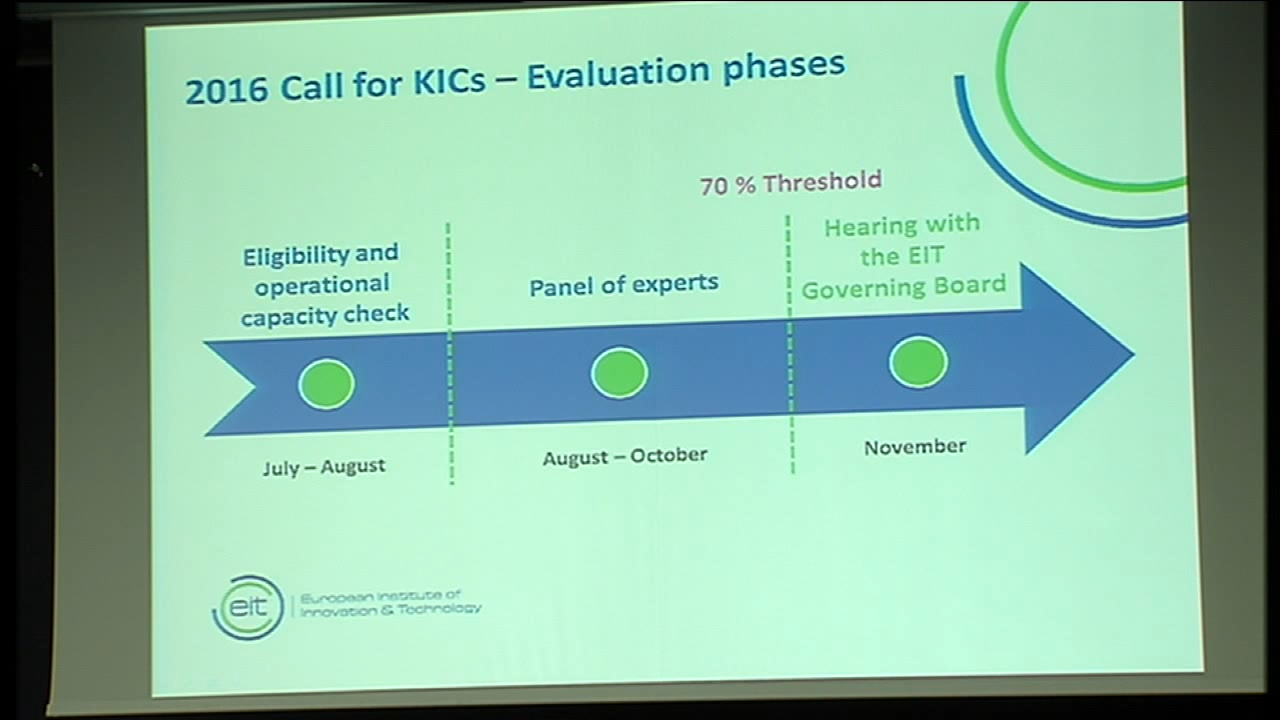 2016 Call for KICs – Evaluation phases
70 % Threshold
Eligibility and
operational
capacity check
Panel of experts
Hearing with
the EIT
Governing Board
July – August
August – October
November
eit
European Institute of
Innovation & Technology